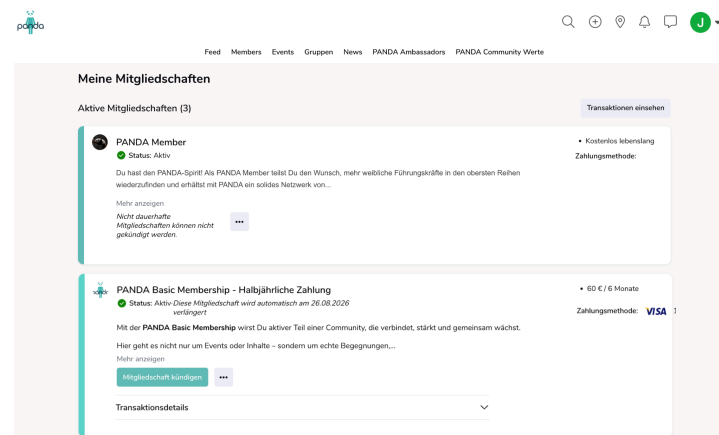 panda
J
Feed Members Events Gruppen News PANDA Ambassadors PANDA Community Werte
Meine Mitgliedschaften
Aktive Mitgliedschaften (3)
Transaktionen einsehen
PANDA Member
Status: Aktiv
• Kostenlos lebenslang
Zahlungsmethode:
Du hast den PANDA-Spirit! Als PANDA Member teilst Du den Wunsch, mehr weibliche Führungskräfte in den obersten Reihen
wiederzufinden und erhältst mit PANDA ein solides Netzwerk von...
Mehr anzeigen
Nicht dauerhafte
Mitgliedschaften können nicht
gekündigt werden.
•••
panda
PANDA Basic Membership - Halbjährliche Zahlung
Status: Aktiv-Diese Mitgliedschaft wird automatisch am 26.08.2026
verlängert
• 60 € / 6 Monate
Zahlungsmethode: VISA
Mit der PANDA Basic Membership wirst Du aktiver Teil einer Community, die verbindet, stärkt und gemeinsam wächst.
Hier geht es nicht nur um Events oder Inhalte – sondern um echte Begegnungen,...
Mehr anzeigen
Mitgliedschaft kündigen •••
Transaktionsdetails